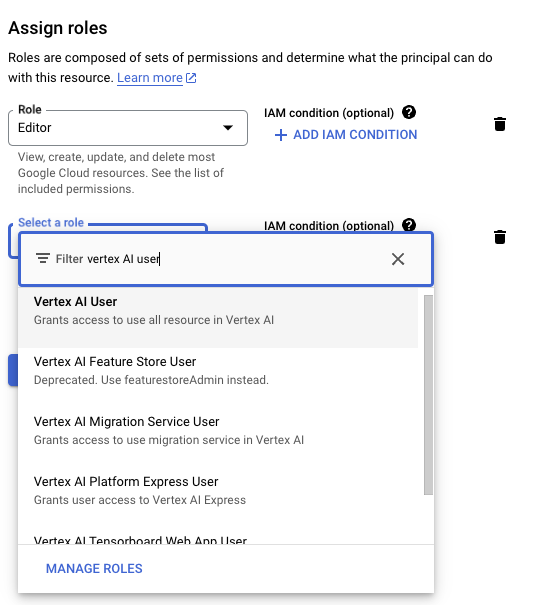 Assign roles
Roles are composed of sets of permissions and determine what the principal can do
with this resource. Learn more
Role
Editor
IAM condition (optional)
ADD IAM CONDITION
View, create, update, and delete most
Google Cloud resources. See the list of
included permissions.
Select a role
IAM condition (optional)
Filter vertex AI user
Vertex AI User
Grants access to use all resource in Vertex AI
Vertex AI Feature Store User
Deprecated. Use featurestoreAdmin instead.
Vertex AI Migration Service User
Grants access to use migration service in Vertex AI
Vertex AI Platform Express User
Grants user access to Vertex AI Express
Vertex AI Tensorboard Web App User
MANAGE ROLES